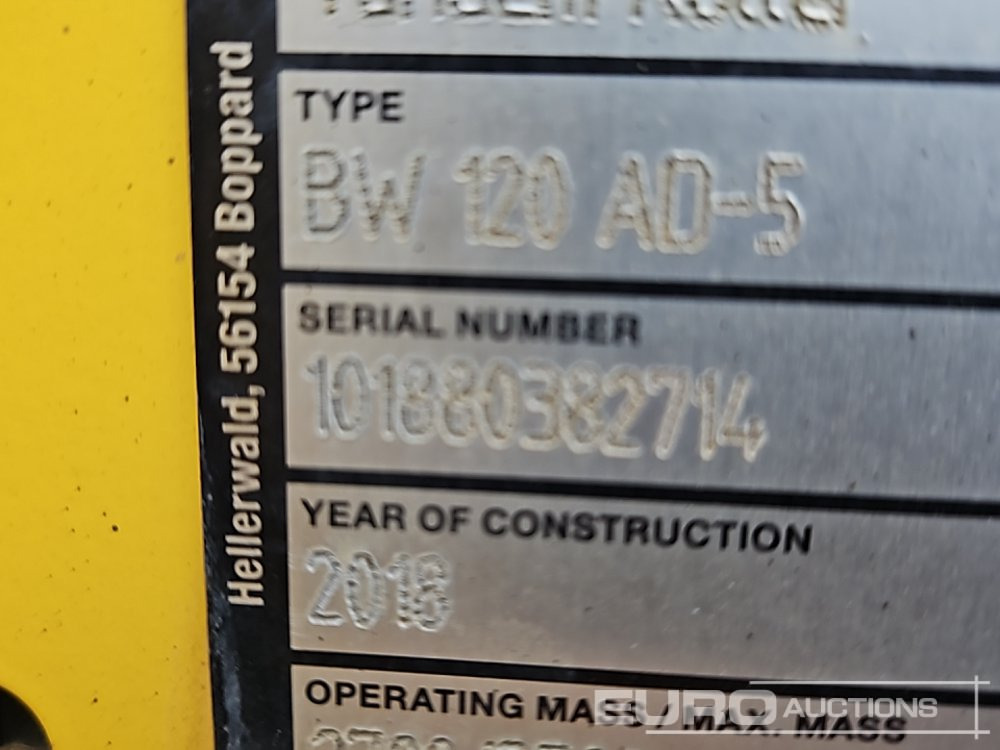 Hellerwald, 56154 Boppard
TYPE
BW 120 AD-5
SERIAL NUMBER
101880382714
YEAR OF CONSTRUCTION
2018
OPERATING MASS / MAX. MASS
EURO AUCTIONS